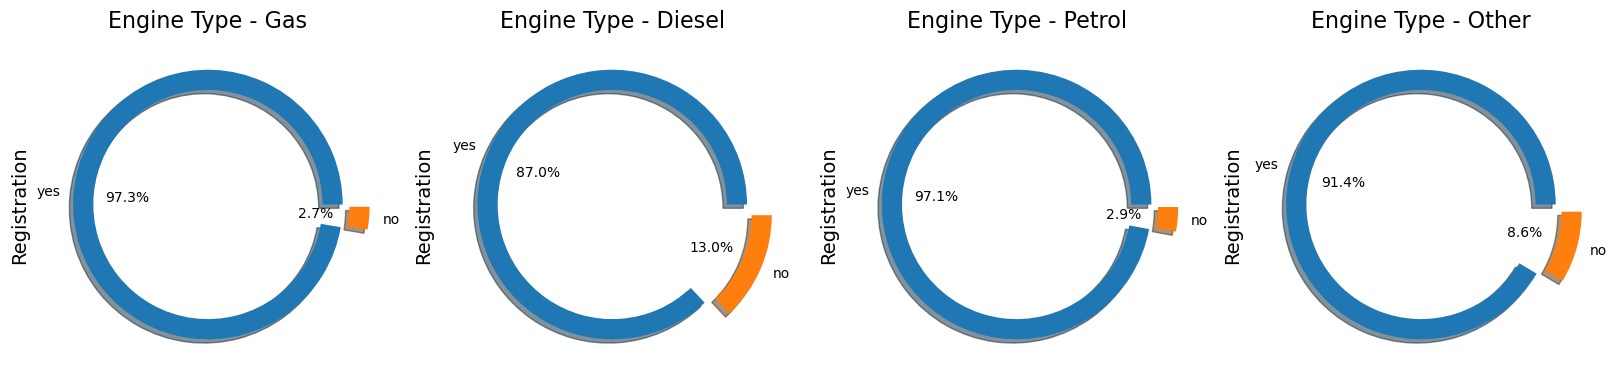 Engine Type - Gas
Registration
yes
97.3%
2.7%
no
Engine Type - Diesel
Registration
yes
87.0%
13.0%
no
Engine Type - Petrol
Registration
yes
97.1%
2.9%
no
Engine Type - Other
Registration
yes
91.4%
8.6%
no